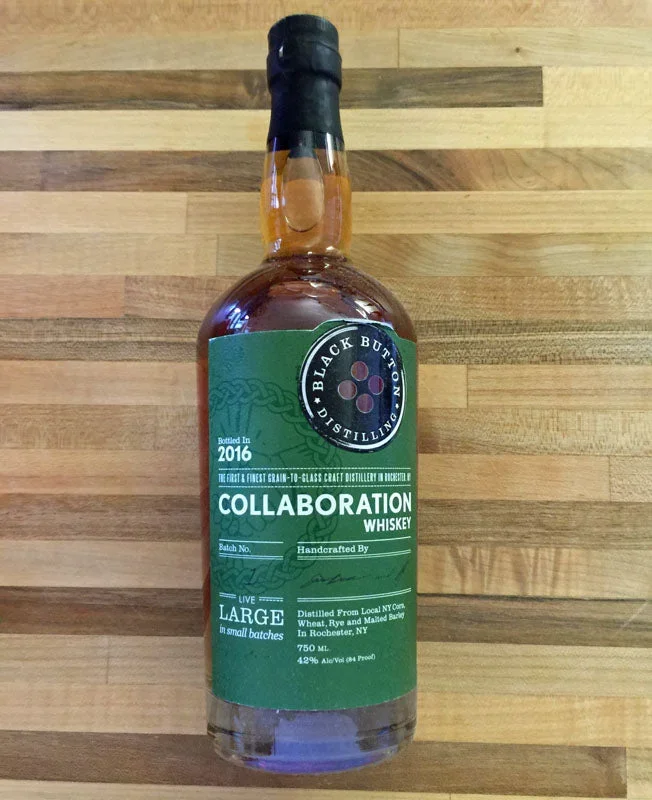 BLACK BUTTON
DISTILLING
Bottled In
2016
THE FIRST & FINEST GRAIN-TO-GLASS CRAFT DISTILLERY IN ROCHESTER, NY
COLLABORATION
WHISKEY
Batch No.
1
Handcrafted By
LIVE
LARGE
in small batches
Distilled From Local NY Corn,
Wheat, Rye and Malted Barley
In Rochester, NY
750 ML
42% Alc/Vol (84 Proof)